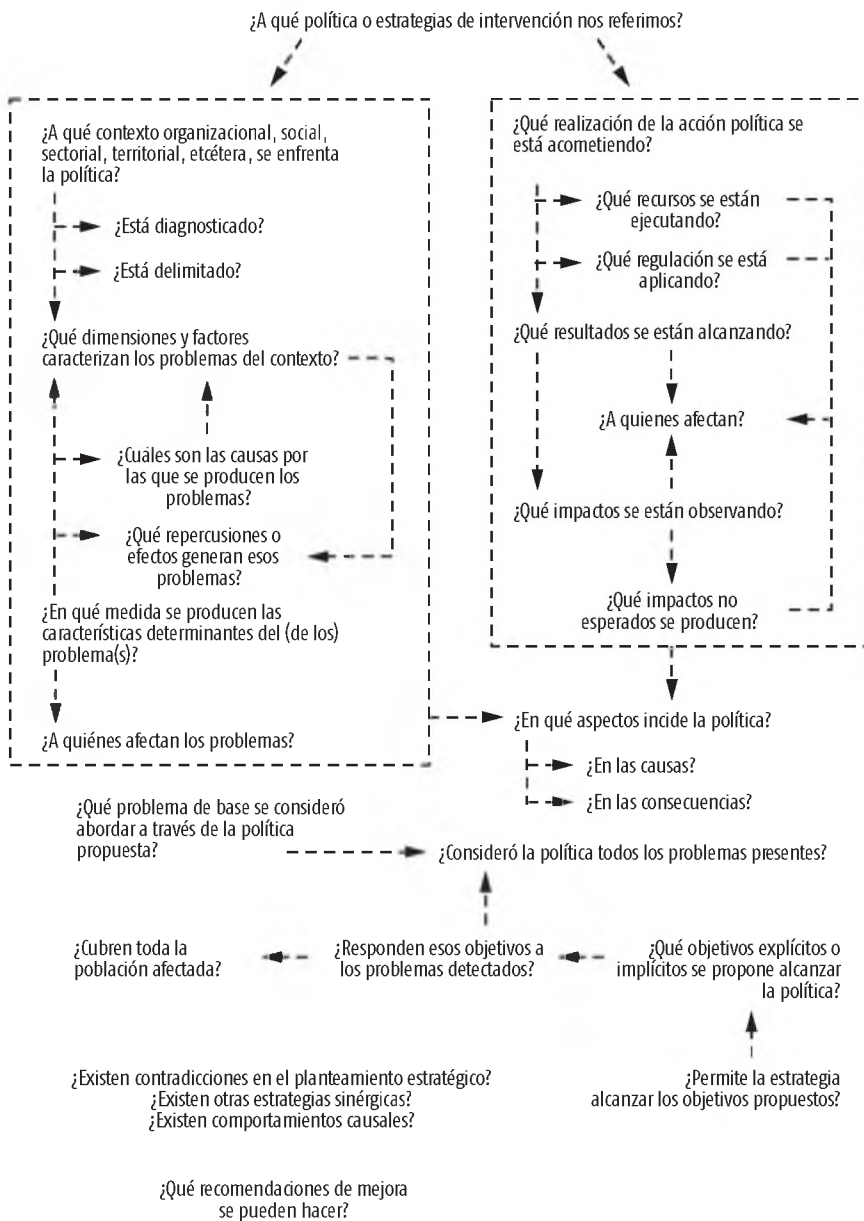 ¿A qué política o estrategias de intervención nos referimos?
¿A qué contexto organizacional, social,
sectorial, territorial, etcétera, se enfrenta
la política?
¿Está diagnosticado?
¿Está delimitado?
¿Qué dimensiones y factores
caracterizan los problemas del contexto?
¿Cuáles son las causas por
las que se producen los
problemas?
¿Qué repercusiones o
efectos generan esos
problemas?
¿En qué medida se producen las
características determinantes del (de los)
problema(s)?
¿A quiénes afectan los problemas?
¿Qué realización de la acción política se
está acometiendo?
¿Qué recursos se están
ejecutando?
¿Qué regulación se está
aplicando?
¿Qué resultados se están alcanzando?
¿A quienes afectan?
¿Qué impactos se están observando?
¿Qué impactos no
esperados se producen?
¿En qué aspectos incide la política?
¿En las causas?
¿En las consecuencias?
¿Qué problema de base se consideró
abordar a través de la política
propuesta?
¿Consideró la política todos los problemas presentes?
¿Cubren toda la
población afectada?
¿Responden esos objetivos a
los problemas detectados?
¿Qué objetivos explícitos o
implícitos se propone alcanzar
la política?
¿Existen contradicciones en el planteamiento estratégico?
¿Existen otras estrategias sinérgicas?
¿Existen comportamientos causales?
¿Permite la estrategia
alcanzar los objetivos propuestos?
¿Qué recomendaciones de mejora
se pueden hacer?